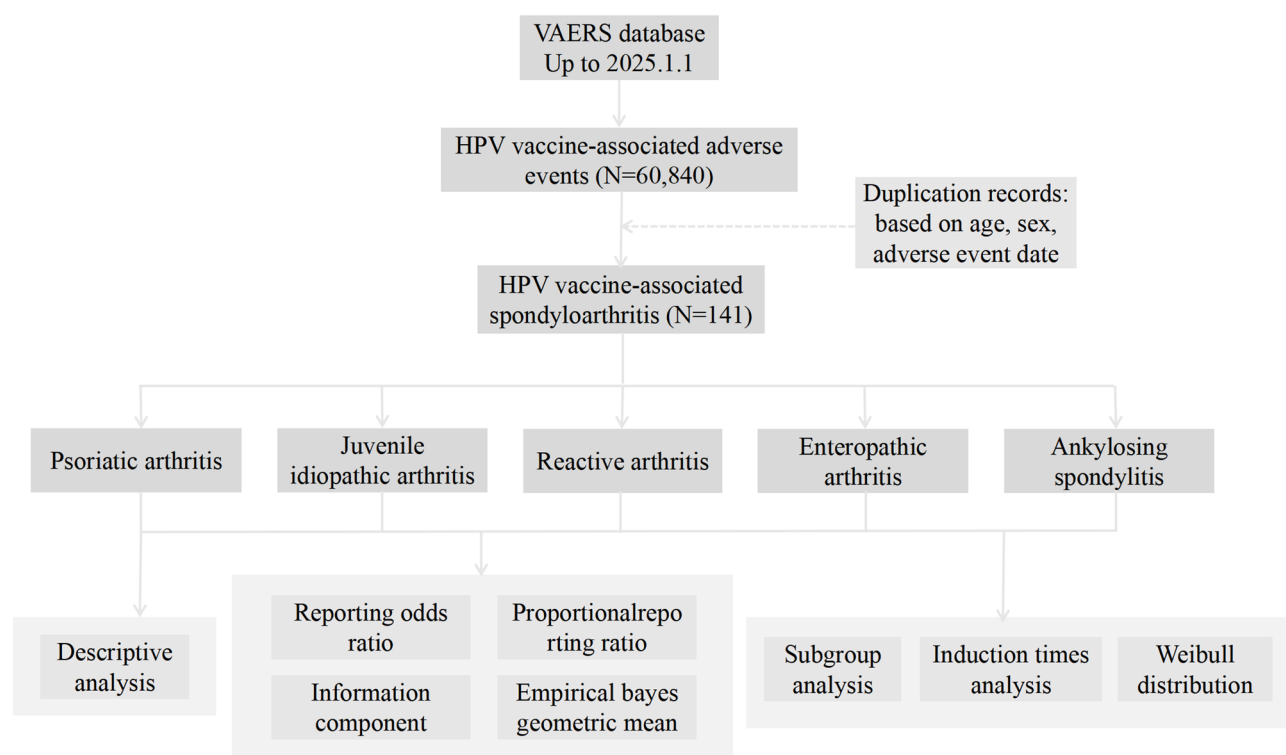 VAERS database
Up to 2025.1.1
HPV vaccine-associated adverse
events (N=60,840)
Duplication records:
based on age, sex,
adverse event date
HPV vaccine-associated
spondyloarthritis (N=141)
Psoriatic arthritis
Juvenile
idiopathic arthritis
Reactive arthritis
Enteropathic
arthritis
Ankylosing
spondylitis
Descriptive
analysis
Reporting odds
ratio
Proportionalrepo
rting ratio
Information
component
Empirical bayes
geometric mean
Subgroup
analysis
Induction times
analysis
Weibull
distribution